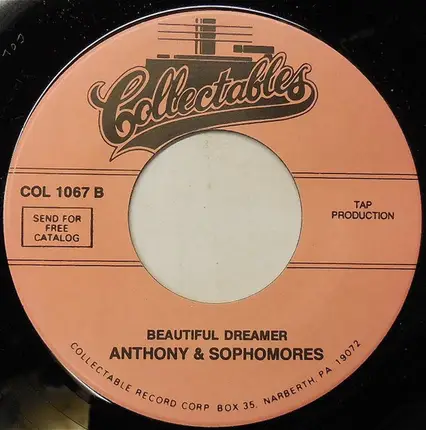 Collectables
COL 1067 B
SEND FOR
FREE
CATALOG
TAP
PRODUCTION
BEAUTIFUL DREAMER
ANTHONY & SOPHOMORES
COLLECTABLE RECORD CORP BOX 35, NARBERTH, PA 19072